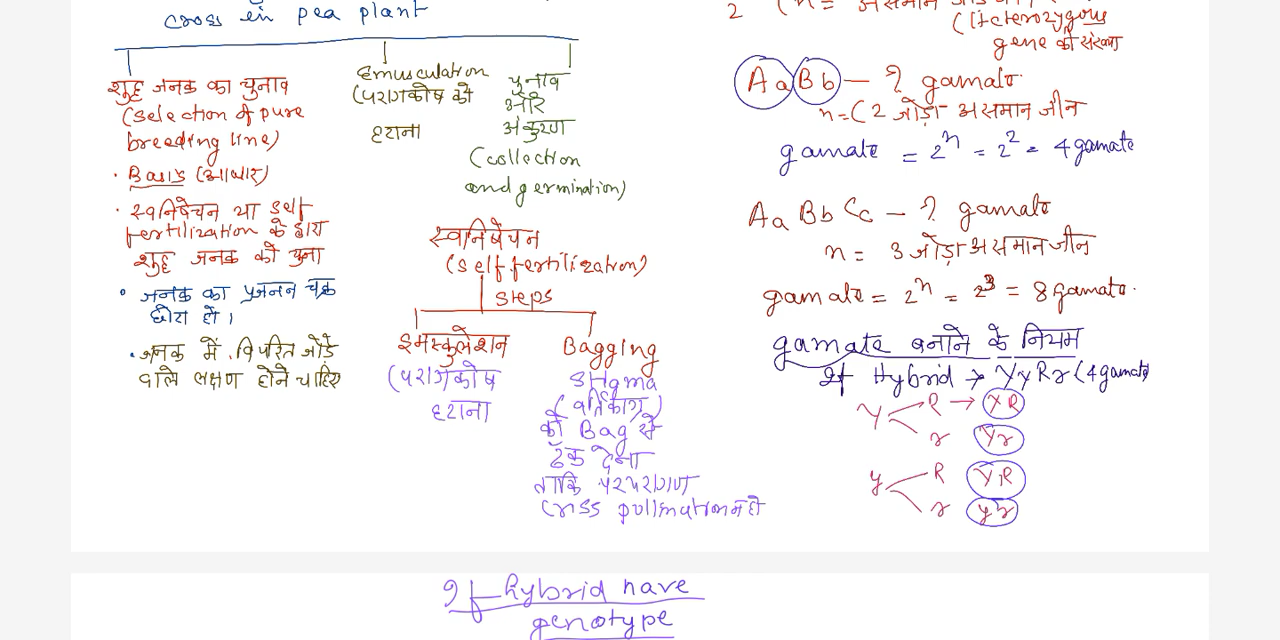 cross in pea plant
शुद्ध जनक का चुनाव
(selection of pure
breeding line)
• Basis (आधार)
• स्वनिषेचन या self
fertilization के द्वारा
शुद्ध जनक को चुना
• जनक का प्रजनन चक्र
छोटा हो।
• जनक में विपरित जोड़े
वाले लक्षण होने चाहिए
Emusculation
(परागकोष को
हटाना
चुनाव
और
अंकुरण
(collection
and germination)
स्वनिषेचन
(self fertilization)
steps
इमस्कुलेशन
(परागकोष
हटाना
Bagging
stigma
(वर्तिकाग्र)
को Bag से
ढँक देना
ताकि परपरागण
cross pollination न हो
2 (n = असमान
(Heterozygous
gene की संख्या
AaBb — ? gamate
n = (2 जोड़ा असमान जीन
gamate = 2ⁿ = 2² = 4 gamate
AaBbCc — ? gamate
n = 3 जोड़ा असमान जीन
gamate = 2ⁿ = 2³ = 8 gamate.
gamate बनाने के नियम
If Hybrid → YyRr (4 gamate)
Y R → YR
r Yr
y R yR
r yr
If hybrid have
genotype